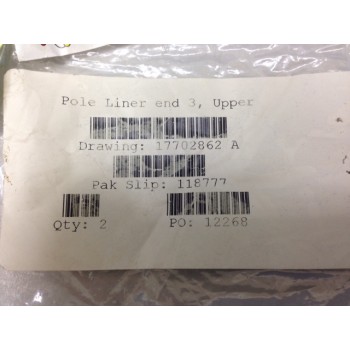 Pole Liner end 3, Upper
Drawing: 17702862 A
Pak Slip: 118777
Qty: 2 PO: 12268